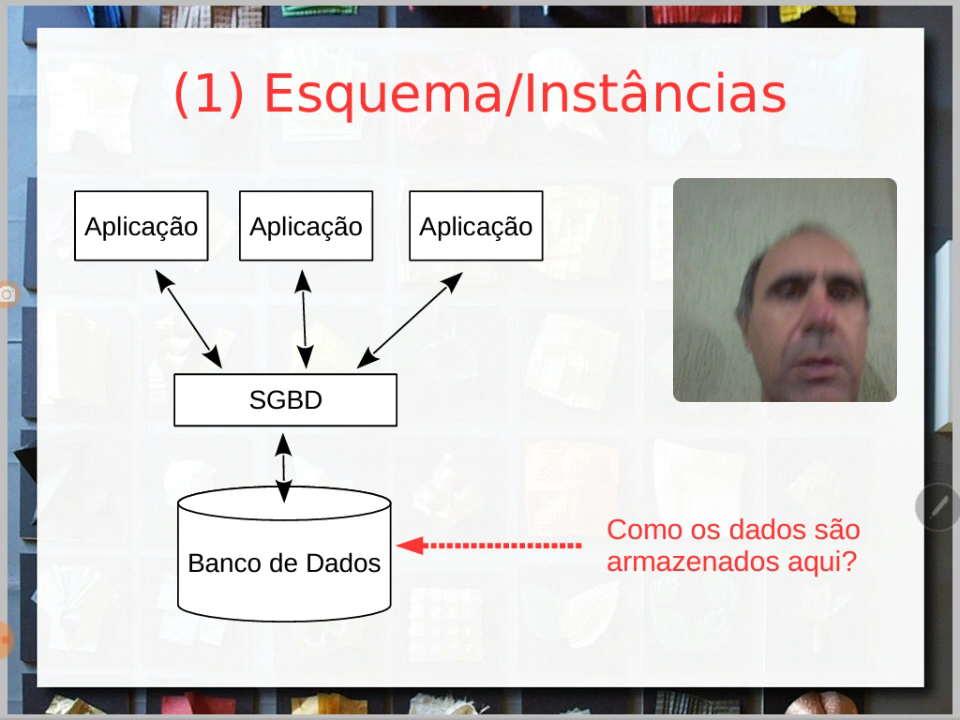 (1) Esquema/Instâncias
Aplicação
Aplicação
Aplicação
SGBD
Banco de Dados
Como os dados são
armazenados aqui?